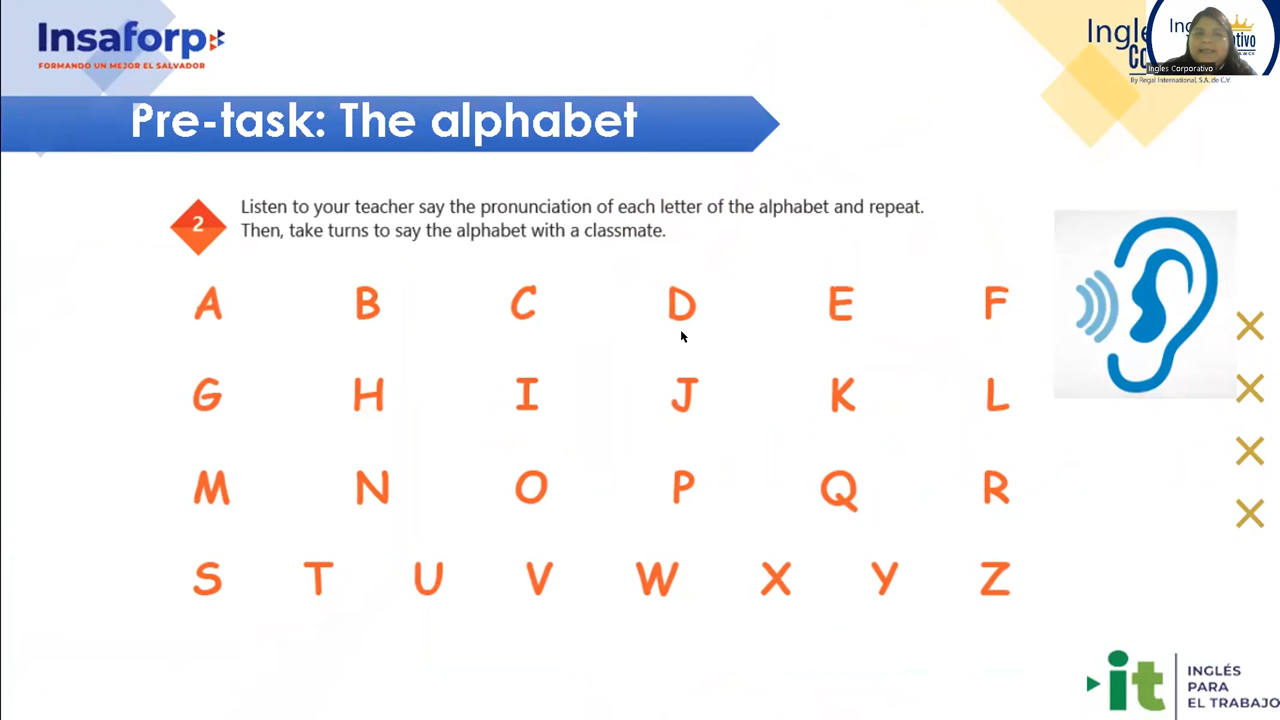 Insaforp
FORMANDO UN MEJOR EL SALVADOR
Ingles Corporativo
By Regal International, S.A. de C.V.
Pre-task: The alphabet
2
Listen to your teacher say the pronunciation of each letter of the alphabet and repeat.
Then, take turns to say the alphabet with a classmate.
A B C D E F
G H I J K L
M N O P Q R
S T U V W X Y Z
it
INGLÉS
PARA
EL TRABAJO